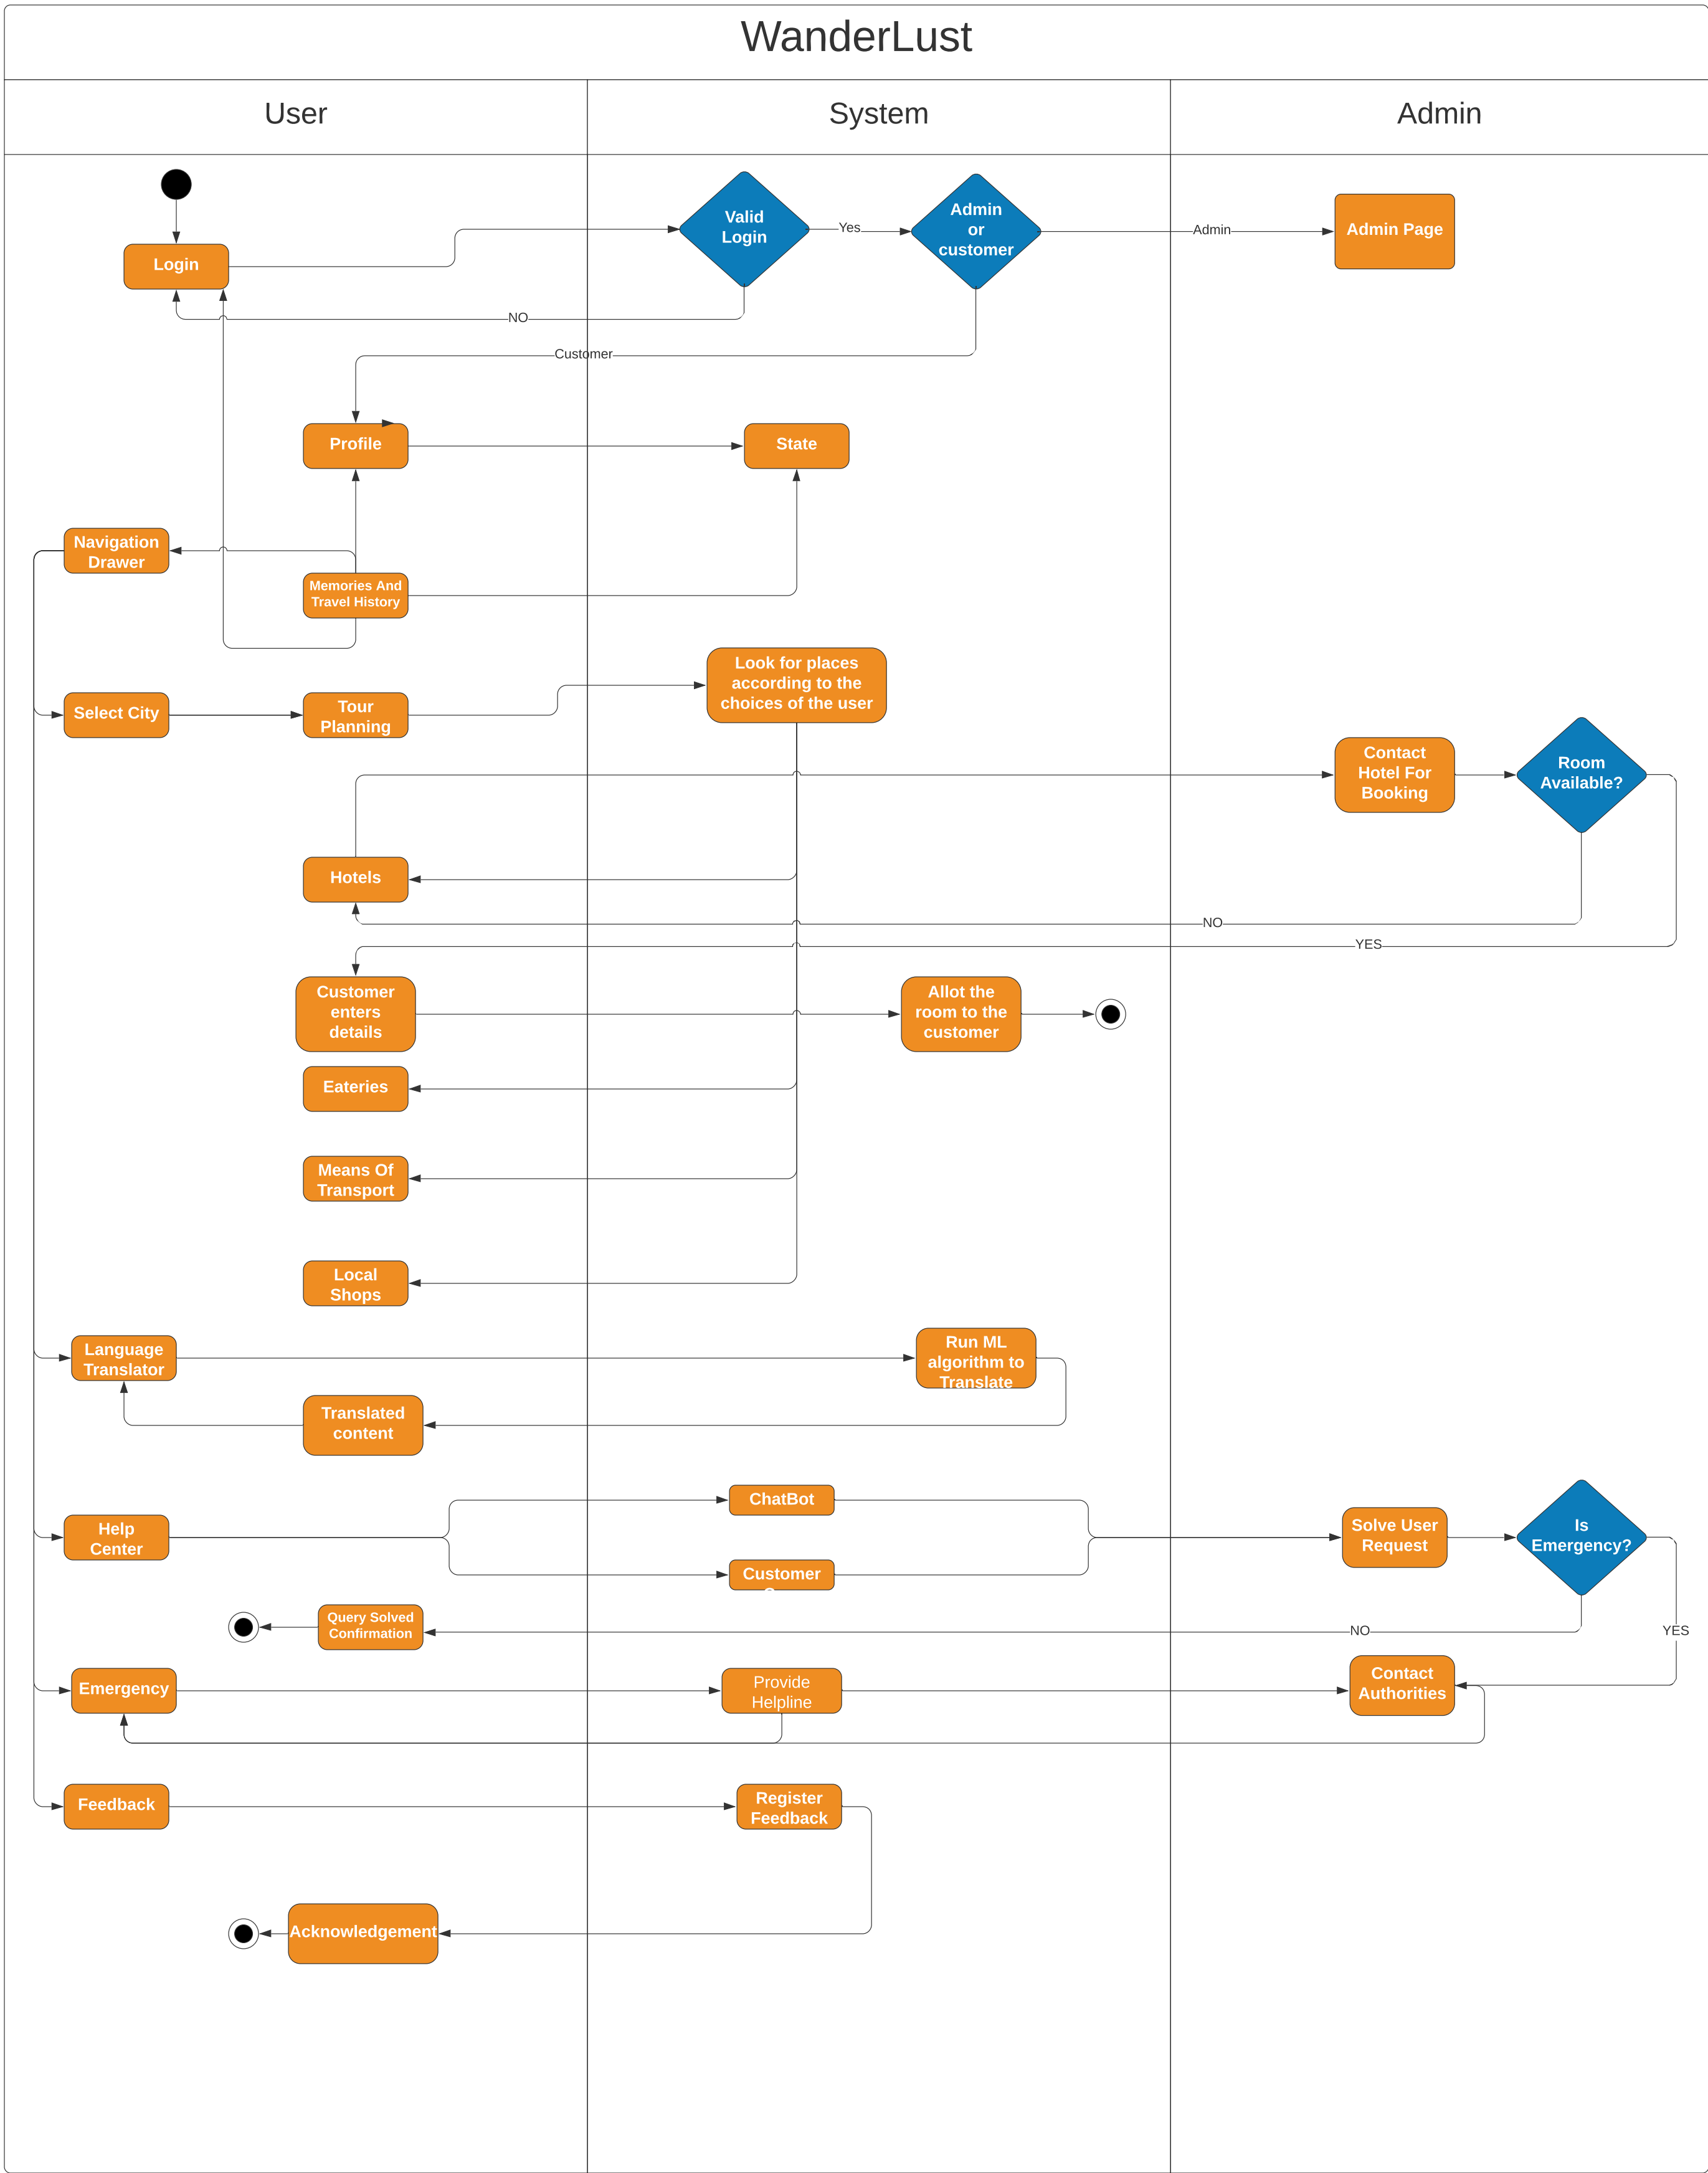 WanderLust
User
System
Admin
Valid
Login
Yes
Admin
or
customer
Admin
Admin Page
Login
NO
Customer
Profile
State
Navigation
Drawer
Memories And
Travel History
Look for places
according to the
choices of the user
Select City
Tour
Planning
Contact
Hotel For
Booking
Room
Available?
Hotels
NO
YES
Customer
enters
details
Allot the
room to the
customer
Eateries
Means Of
Transport
Local
Shops
Language
Translator
Run ML
algorithm to
Translate
Translated
content
ChatBot
Help
Center
Solve User
Request
Is
Emergency?
Customer
Query Solved
Confirmation
NO
YES
Emergency
Provide
Helpline
Contact
Authorities
Feedback
Register
Feedback
Acknowledgement